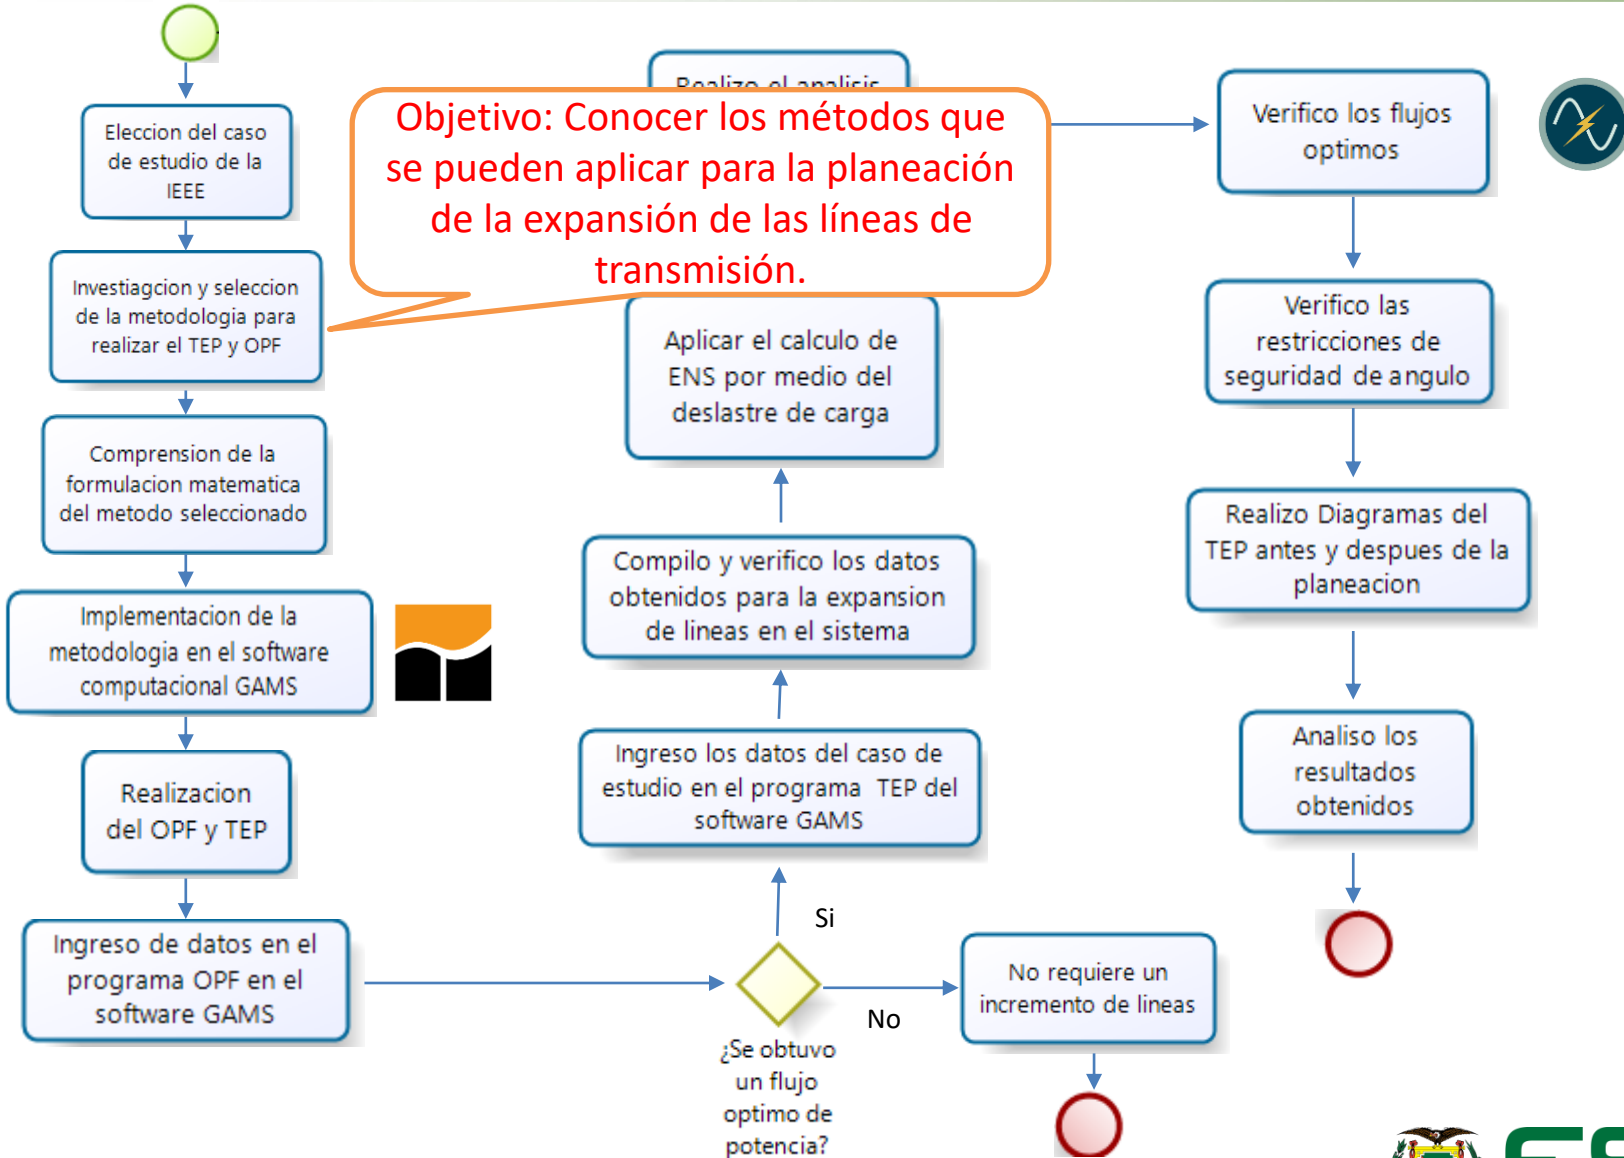 Eleccion del caso
de estudio de la
IEEE
Investiagcion y seleccion
de la metodologia para
realizar el TEP y OPF
Comprension de la
formulacion matematica
del metodo seleccionado
Implementacion de la
metodologia en el software
computacional GAMS
Realizacion
del OPF y TEP
Ingreso de datos en el
programa OPF en el
software GAMS
Realizo el analisis
Objetivo: Conocer los métodos que
se pueden aplicar para la planeación
de la expansión de las líneas de
transmisión.
Aplicar el calculo de
ENS por medio del
deslastre de carga
Compilo y verifico los datos
obtenidos para la expansion
de lineas en el sistema
Ingreso los datos del caso de
estudio en el programa TEP del
software GAMS
Si
No
¿Se obtuvo
un flujo
optimo de
potencia?
No requiere un
incremento de lineas
Verifico los flujos
optimos
Verifico las
restricciones de
seguridad de angulo
Realizo Diagramas del
TEP antes y despues de la
planeacion
Analiso los
resultados
obtenidos